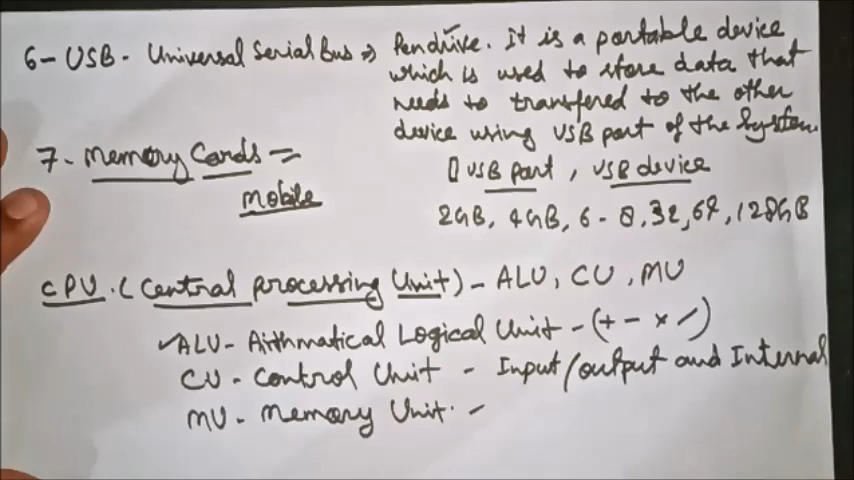 6- USB - Universal Serial Bus => Pendrive. It is a portable device
which is used to store data that
needs to transfered to the other
device using USB port of the System
7- Memory Cards =
Mobile
USB port, USB device
2GB, 4GB, 6-8, 32, 64, 128GB
CPU. (Central processing Unit) - ALU, CU, MU
ALU- Aithmatical Logical Unit - (+ - × /)
CU - Control Unit - Input/output and Internal
MU - Memory Unit. -